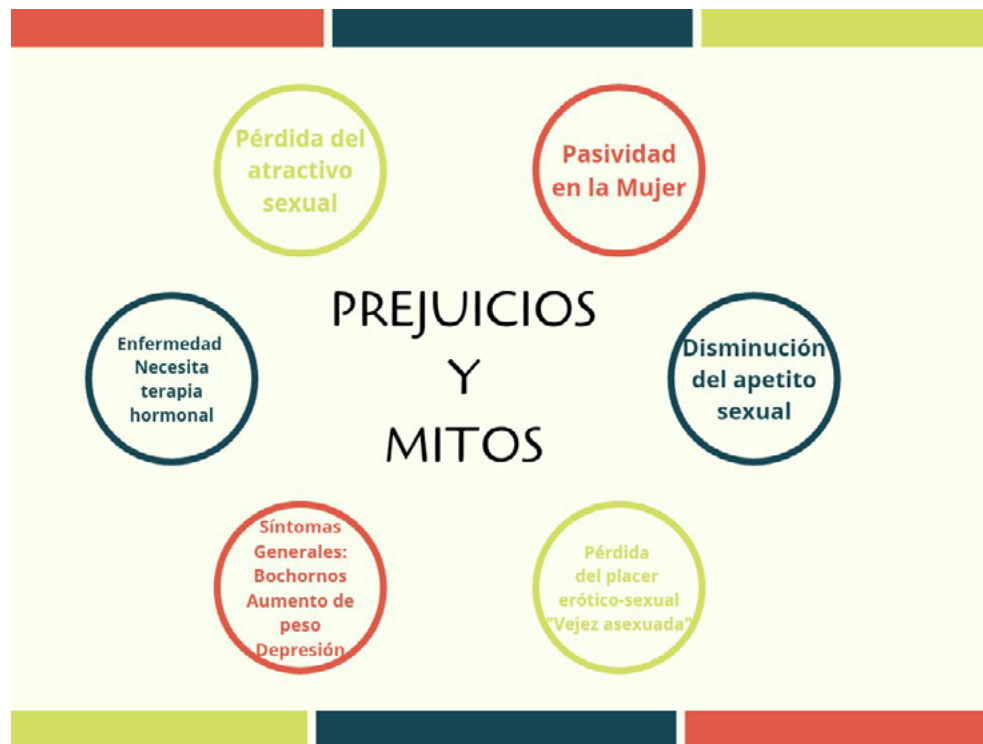 Pérdida del
atractivo
sexual
Pasividad
en la Mujer
Enfermedad
Necesita
terapia
hormonal
PREJUICIOS
Y
MITOS
Disminución
del apetito
sexual
Síntomas
Generales:
Bochornos
Aumento de
peso
Depresión
Pérdida
del placer
erótico-sexual
"Vejez asexuada"